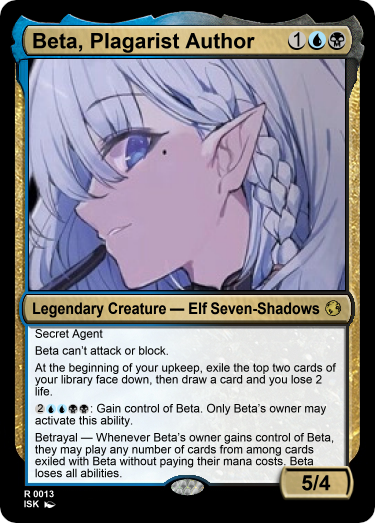 Beta, Plagarist Author 1
Legendary Creature — Elf Seven-Shadows
Secret Agent
Beta can't attack or block.
At the beginning of your upkeep, exile the top two cards of
your library face down, then draw a card and you lose 2
life.
2: Gain control of Beta. Only Beta's owner may
activate this ability.
Betrayal — Whenever Beta's owner gains control of Beta,
they may play any number of cards from among cards
exiled with Beta without paying their mana costs. Beta
loses all abilities.
5/4
R 0013
ISK